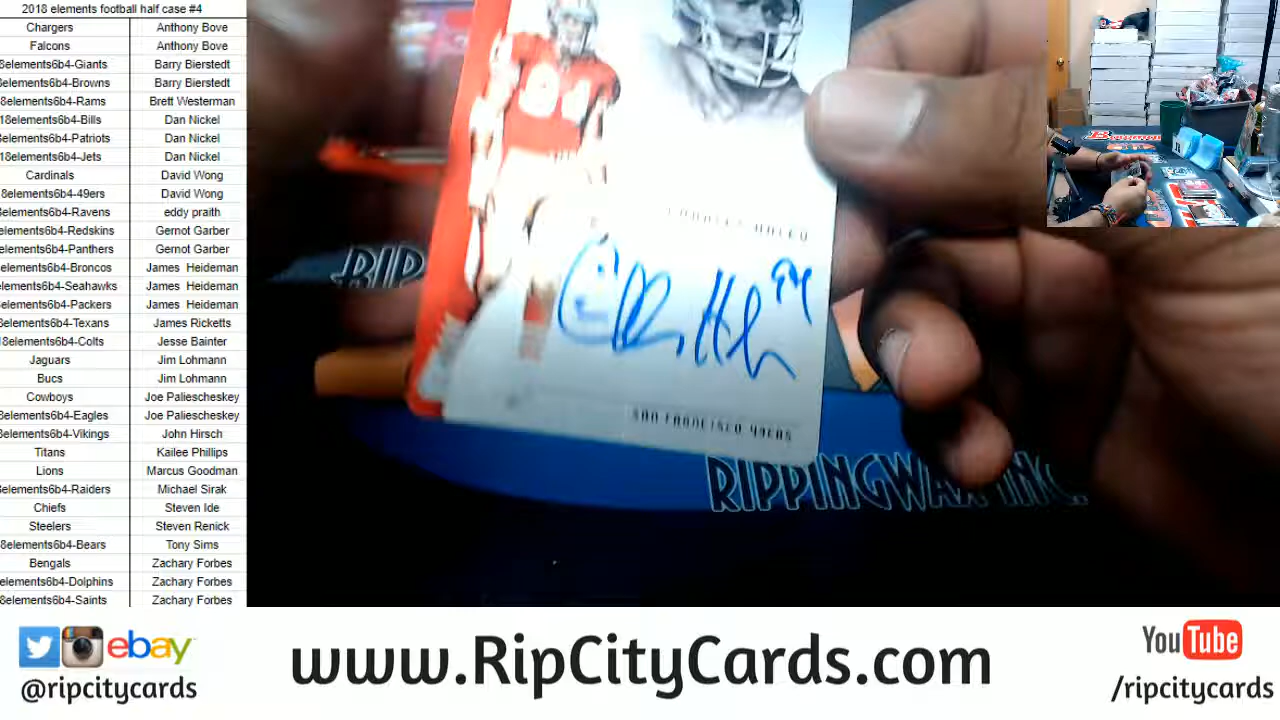 2018 elements football half case #4
Chargers Anthony Bove
Falcons Anthony Bove
8elements6b4-Giants Barry Bierstedt
8elements6b4-Browns Barry Bierstedt
8elements6b4-Rams Brett Westerman
18elements6b4-Bills Dan Nickel
8elements6b4-Patriots Dan Nickel
18elements6b4-Jets Dan Nickel
Cardinals David Wong
8elements6b4-49ers David Wong
8elements6b4-Ravens eddy praith
elements6b4-Redskins Gernot Garber
elements6b4-Panthers Gernot Garber
elements6b4-Broncos James Heideman
elements6b4-Seahawks James Heideman
elements6b4-Packers James Heideman
8elements6b4-Texans James Ricketts
18elements6b4-Colts Jesse Bainter
Jaguars Jim Lohmann
Bucs Jim Lohmann
Cowboys Joe Paliescheskey
8elements6b4-Eagles Joe Paliescheskey
8elements6b4-Vikings John Hirsch
Titans Kailee Phillips
Lions Marcus Goodman
8elements6b4-Raiders Michael Sirak
Chiefs Steven Ide
Steelers Steven Renick
8elements6b4-Bears Tony Sims
Bengals Zachary Forbes
elements6b4-Dolphins Zachary Forbes
8elements6b4-Saints Zachary Forbes
94
CHARLES HALEY
94
SAN FRANCISCO 49ERS
RIP
RIPPINGWAX INC.
ebay
@ripcitycards
www.RipCityCards.com
YouTube
/ripcitycards